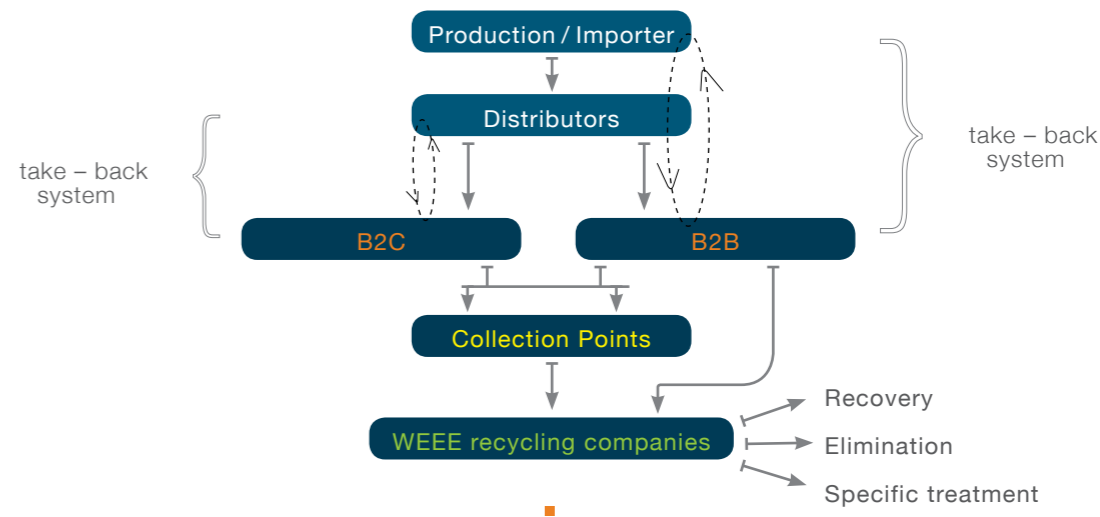 Production / Importer
Distributors
take – back
system
take – back
system
B2C
B2B
Collection Points
WEEE recycling companies
Recovery
Elimination
Specific treatment